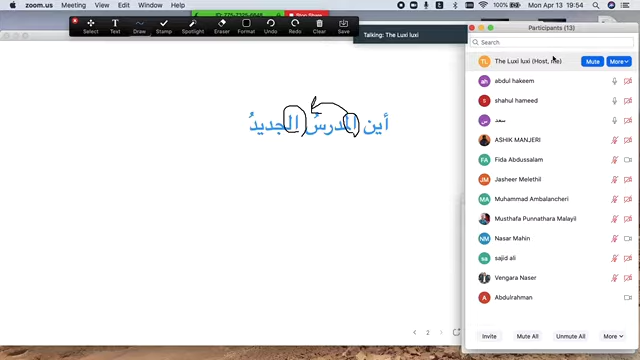 zoom.us Meeting View Edit Window Help
100% Mon Apr 13 19:54
Select Text Draw Stamp Spotlight Eraser Format Undo Redo Clear Save
Talking: The Luxi luxi
Participants (13)
Search
The Luxi luxi (Host, me) Mute More
abdul hakeem
shahul hameed
سعد
ASHIK MANJERI
Fida Abdussalam
Jasheer Melethil
Muhammad Ambalancheri
Musthafa Punnathara Malayil
Nasar Mahin
sajid ali
Vengara Naser
Abdulrahman
Invite Mute All Unmute All More
أين المدرسُ الجديدُ
2